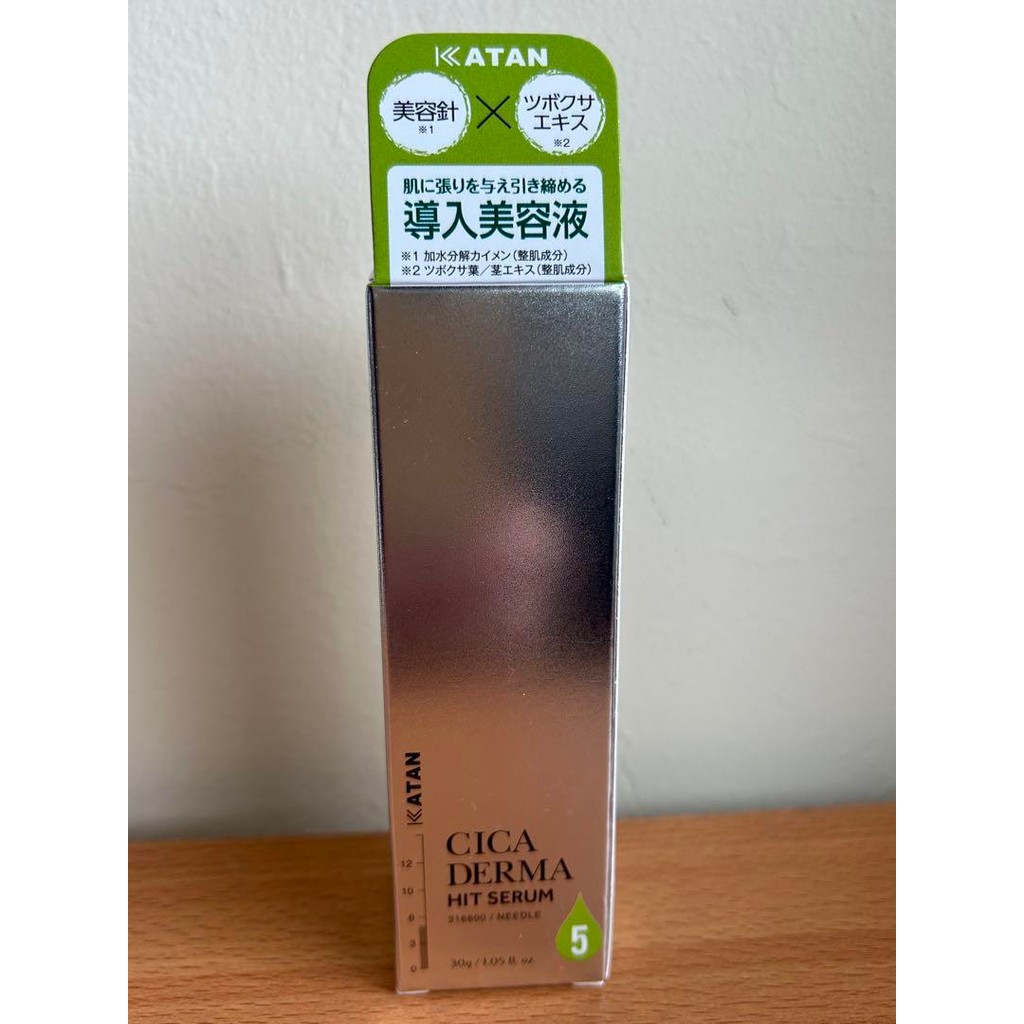 KATAN
美容針
※1
×
ツボクサ
エキス
※2
肌に張りを与え引き締める
導入美容液
※1 加水分解カイメン(整肌成分)
※2 ツボクサ葉/茎エキス(整肌成分)
KATAN
12
10
6
3
0
CICA
DERMA
HIT SERUM
216800 / NEEDLE
5
30g / 1.05 fl. oz.